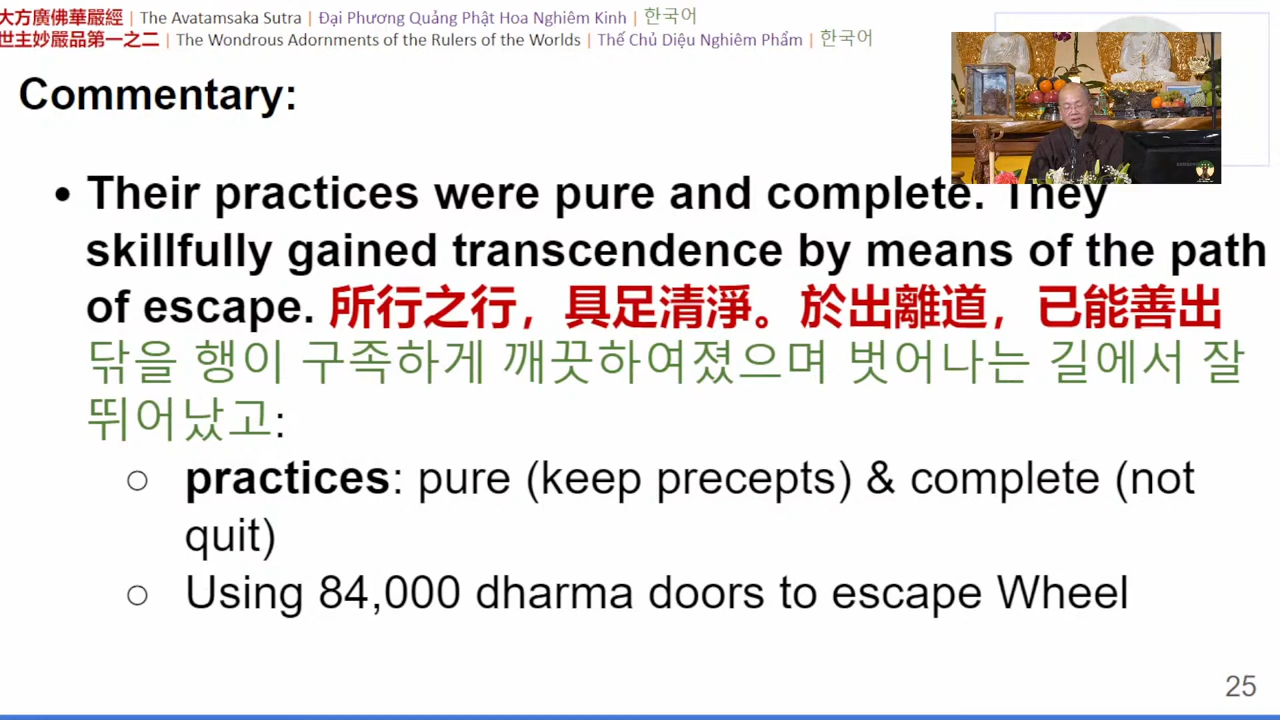 大方廣佛華嚴經 | The Avatamsaka Sutra | Đại Phương Quảng Phật Hoa Nghiêm Kinh | 한국어
世主妙嚴品第一之二 | The Wondrous Adornments of the Rulers of the Worlds | Thế Chủ Diệu Nghiêm Phẩm | 한국어
Commentary:
• Their practices were pure and complete. They
skillfully gained transcendence by means of the path
of escape. 所行之行，具足清淨。於出離道，已能善出
닦을 행이 구족하게 깨끗하여졌으며 벗어나는 길에서 잘
뛰어났고:
○ practices: pure (keep precepts) & complete (not
quit)
○ Using 84,000 dharma doors to escape Wheel
25